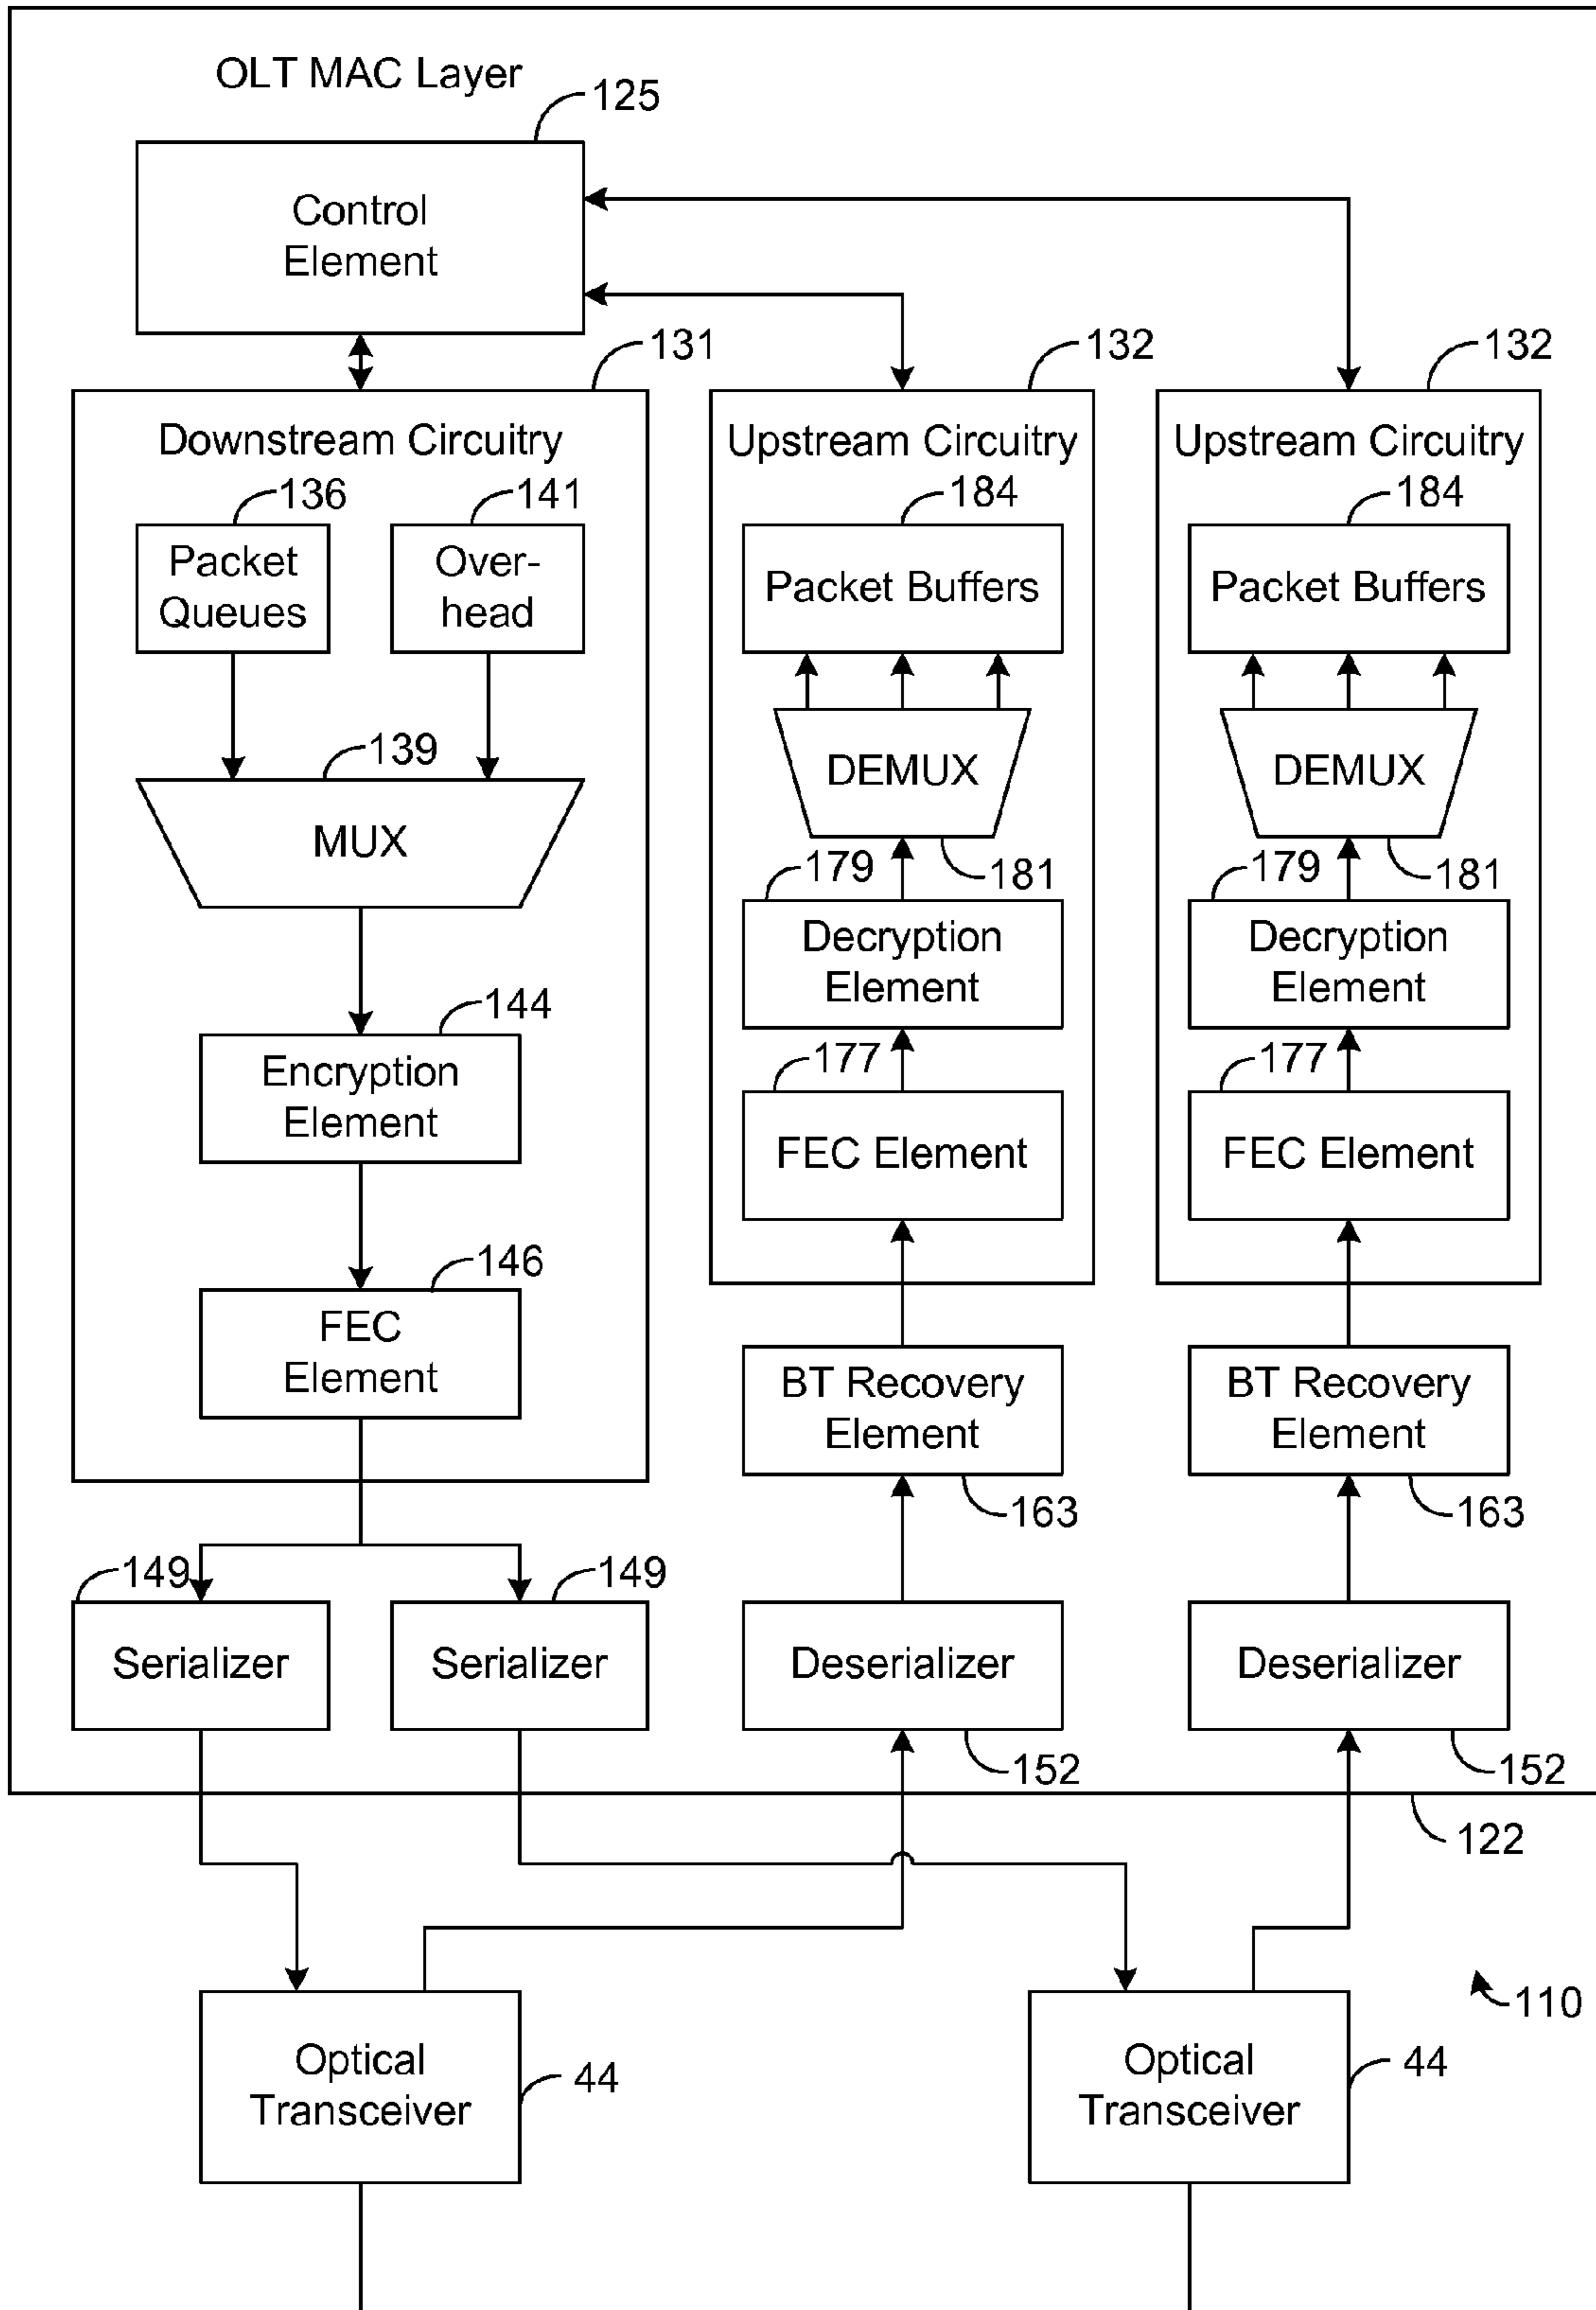 OLT MAC Layer
125
Control
Element
131
132
132
Downstream Circuitry
Upstream Circuitry
Upstream Circuitry
136
141
184
184
Packet
Queues
Over-
head
Packet Buffers
Packet Buffers
139
MUX
DEMUX
DEMUX
179
181
179
181
Decryption
Element
Decryption
Element
144
Encryption
Element
177
177
FEC Element
FEC Element
146
FEC
Element
BT Recovery
Element
BT Recovery
Element
163
163
149
149
Serializer
Serializer
Deserializer
Deserializer
152
152
122
110
Optical
Transceiver
44
Optical
Transceiver
44